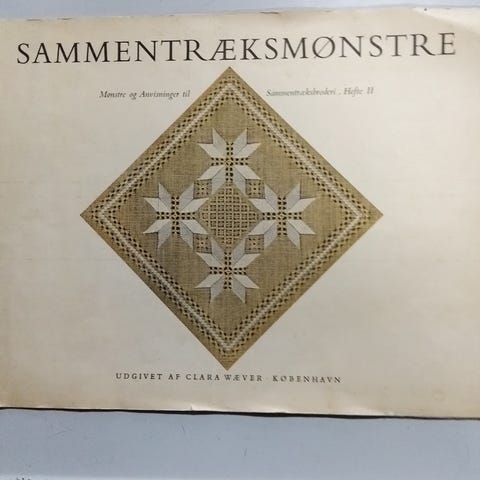 SAMMENTRÆKSMØNSTRE
Mønstre og Anvisninger til Sammentræksbroderi . Hefte II
UDGIVET AF CLARA WÆVER · KØBENHAVN